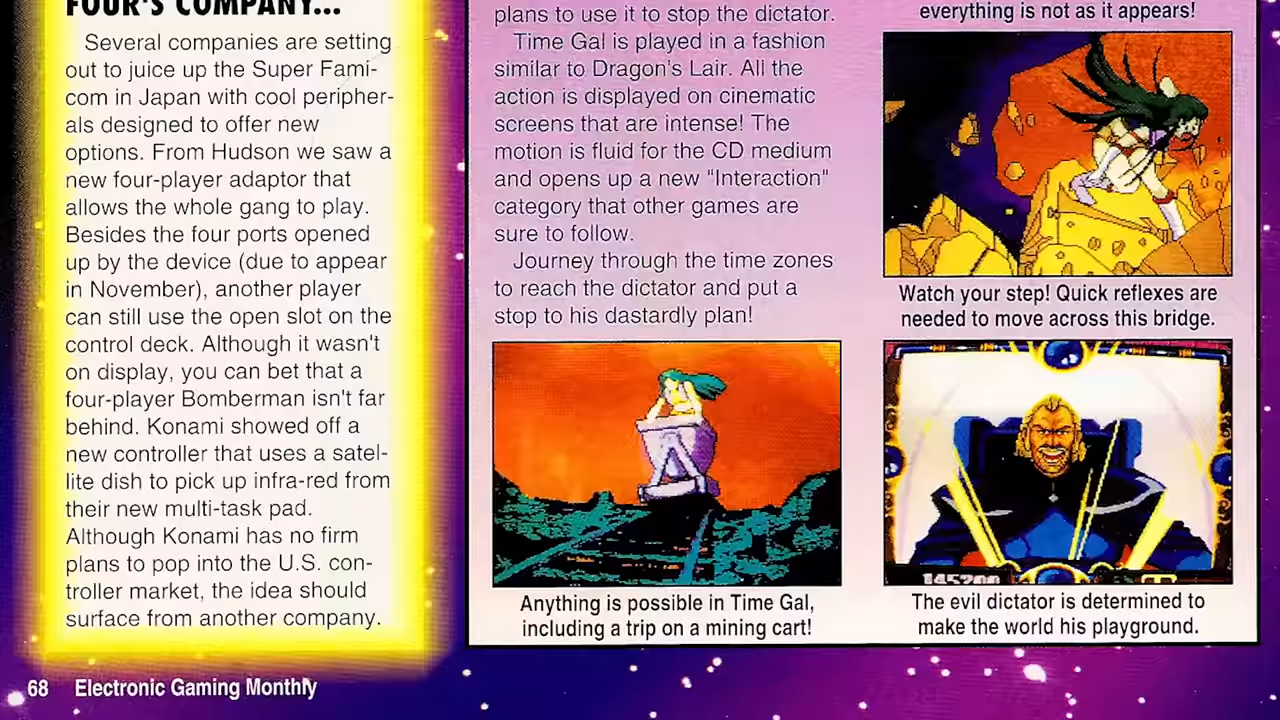 FOUR'S COMPANY...
Several companies are setting
out to juice up the Super Fami-
com in Japan with cool peripher-
als designed to offer new
options. From Hudson we saw a
new four-player adaptor that
allows the whole gang to play.
Besides the four ports opened
up by the device (due to appear
in November), another player
can still use the open slot on the
control deck. Although it wasn't
on display, you can bet that a
four-player Bomberman isn't far
behind. Konami showed off a
new controller that uses a satel-
lite dish to pick up infra-red from
their new multi-task pad.
Although Konami has no firm
plans to pop into the U.S. con-
troller market, the idea should
surface from another company.
plans to use it to stop the dictator.
Time Gal is played in a fashion
similar to Dragon's Lair. All the
action is displayed on cinematic
screens that are intense! The
motion is fluid for the CD medium
and opens up a new "Interaction"
category that other games are
sure to follow.
Journey through the time zones
to reach the dictator and put a
stop to his dastardly plan!
Anything is possible in Time Gal,
including a trip on a mining cart!
everything is not as it appears!
Watch your step! Quick reflexes are
needed to move across this bridge.
The evil dictator is determined to
make the world his playground.
68 Electronic Gaming Monthly